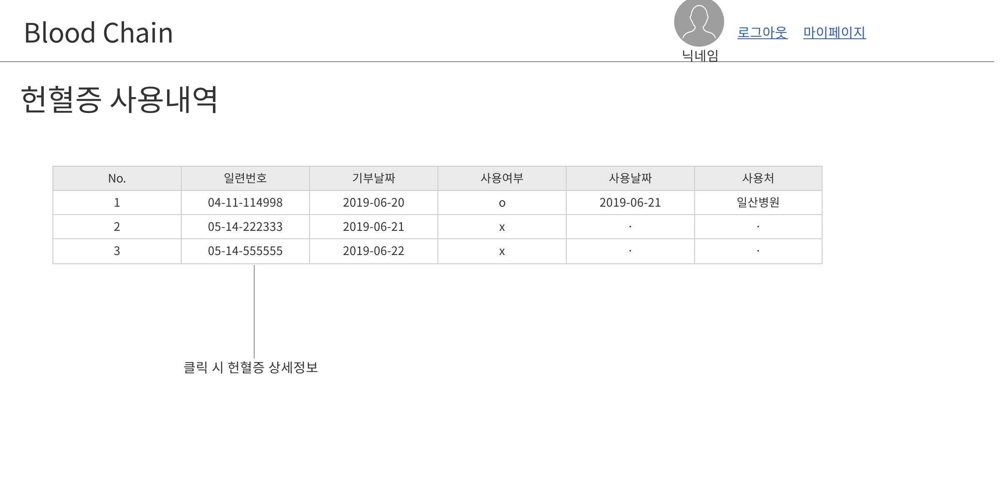 Blood Chain
로그아웃 마이페이지
닉네임
헌혈증 사용내역
No. 일련번호 기부날짜 사용여부 사용날짜 사용처
1 04-11-114998 2019-06-20 o 2019-06-21 일산병원
2 05-14-222333 2019-06-21 x · ·
3 05-14-555555 2019-06-22 x · ·
클릭 시 헌혈증 상세정보